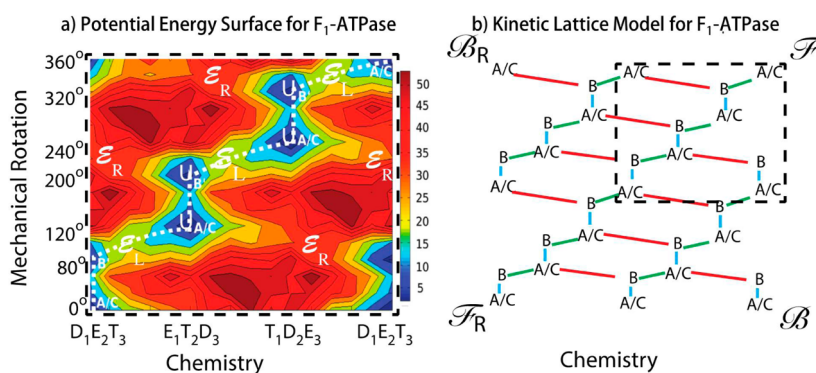 a) Potential Energy Surface for F₁-ATPase
b) Kinetic Lattice Model for F₁-ATPase
Mechanical Rotation
360°
320°
240°
200°
120°
80°
0°
ℰR
ℰR
ℰR
ℰR
ℰL
ℰL
ℰL
A/C
UB
UA/C
UB
UA/C
B
A/C
50
45
40
35
30
25
20
15
10
5
D₁E₂T₃ E₁T₂D₃ T₁D₂E₃ D₁E₂T₃
Chemistry
ℬR ℱ
A/C A/C A/C
B B
A/C A/C
B B
A/C A/C
B B B
A/C A/C A/C
B B
A/C A/C
B B
A/C A/C
B B B
A/C A/C A/C
ℱR ℬ
Chemistry